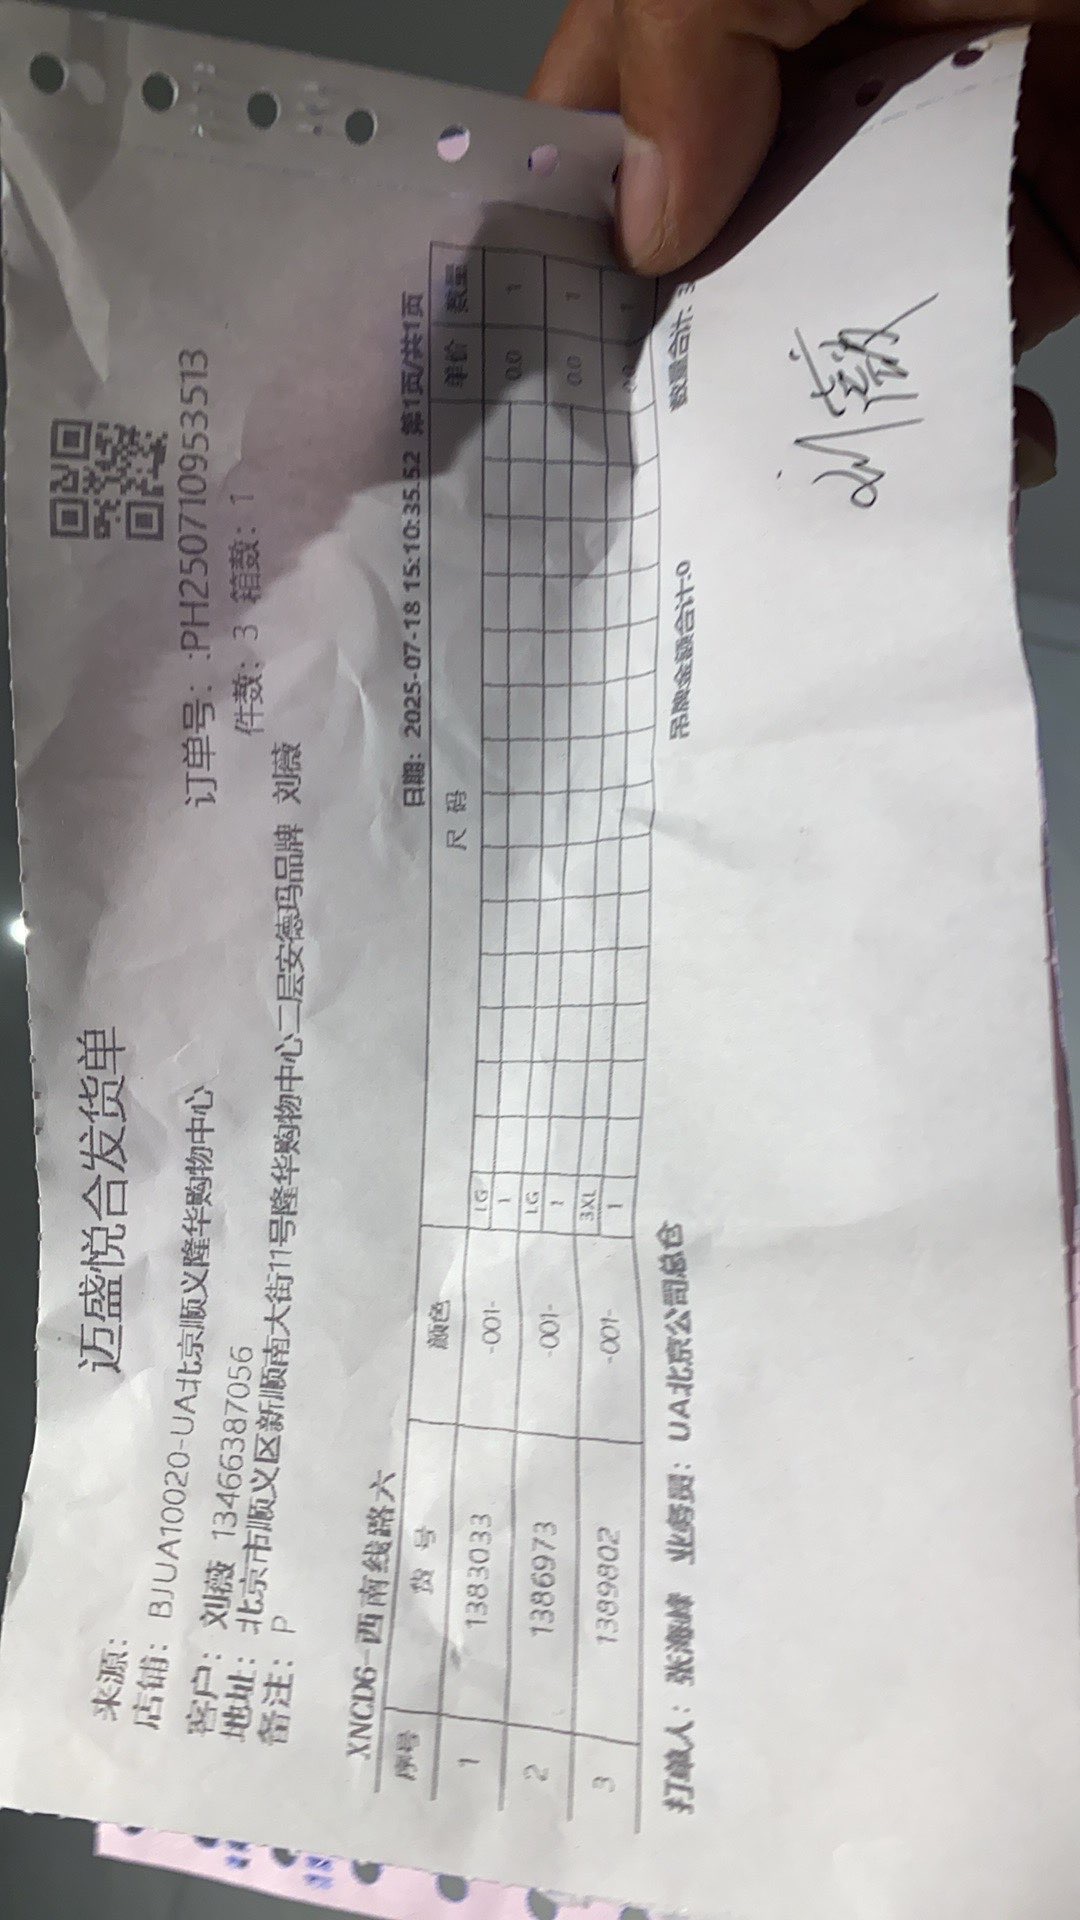 迈盛悦合发货单
来源:
店铺: BJUA10020-UA北京顺义隆华购物中心
订单号: :PH250710953513
客户: 刘薇 13466387056
件数: 3 箱数: 1
地址: 北京市顺义区新顺南大街11号隆华购物中心二层安德玛品牌 刘薇
备注: P
XNCD6-西南线路六
日期: 2025-07-18 15:10:35.52 第1页/共1页
序号 货号 颜色 尺码 单价 数量
LG
1 1383033 -001- 1 0.0 1
LG
2 1386973 -001- 1 0.0 1
3XL
3 1389802 -001- 1 0.0 1
打单人: 张海峰 业务员: UA北京公司总仓 吊牌金额合计:0 数量合计: 3
刘薇